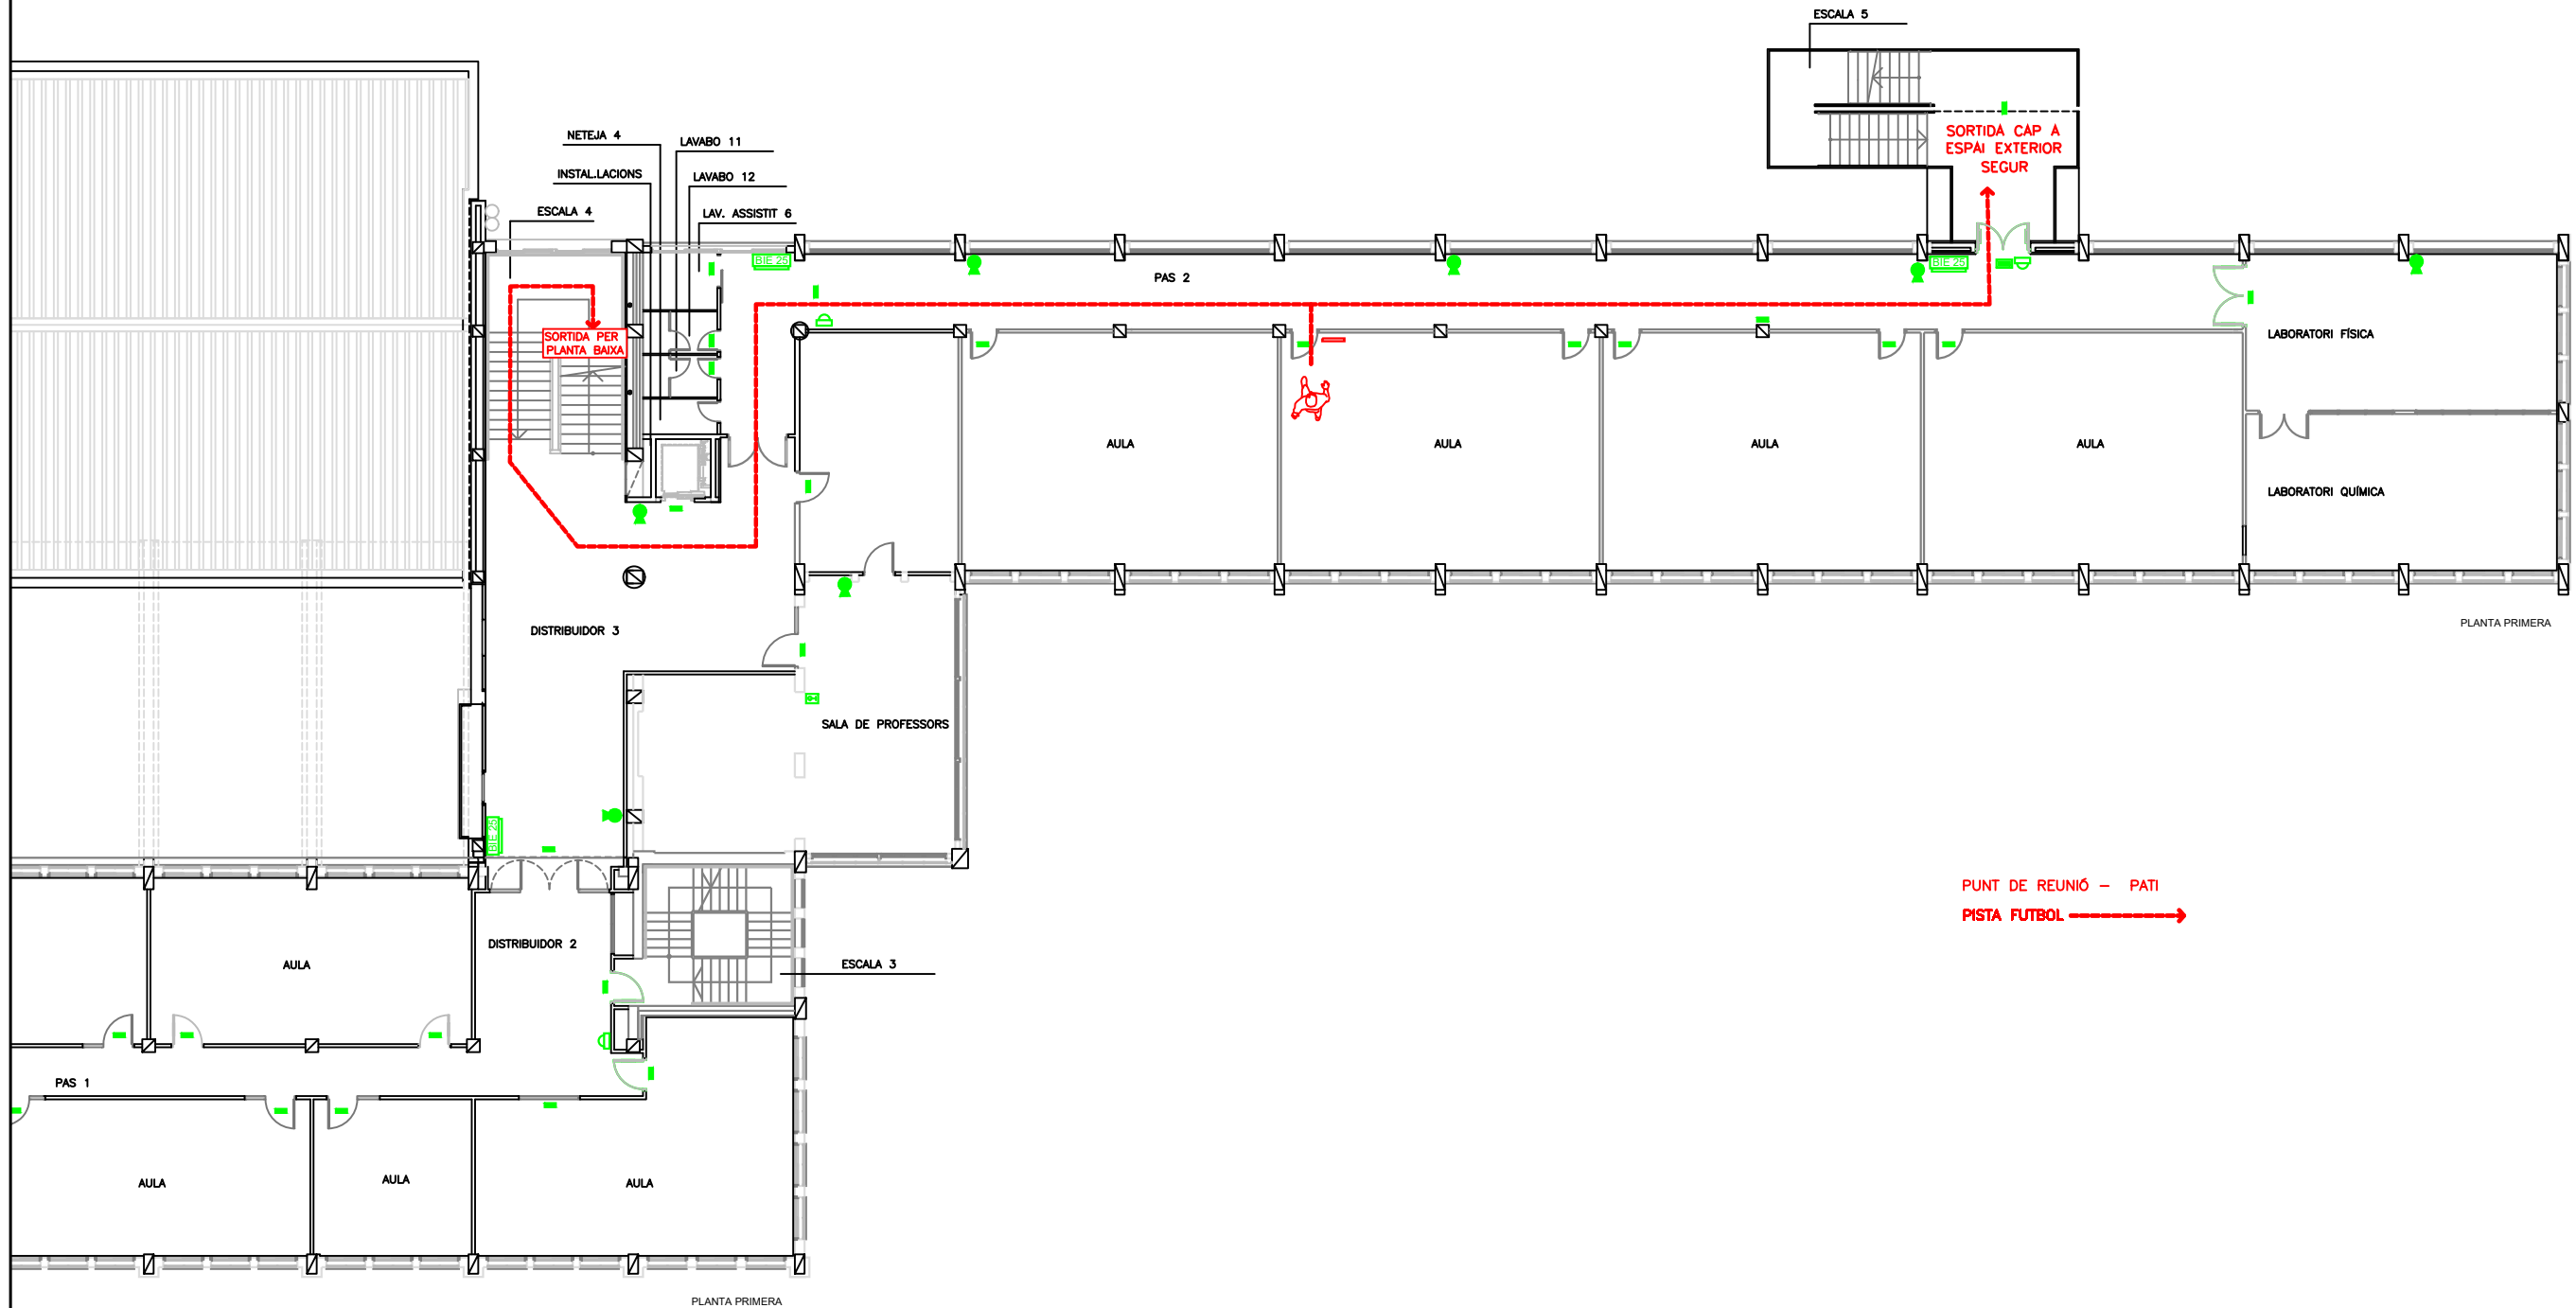 ESCALA 5
NETEJA 4
LAVABO 11
SORTIDA CAP A
ESPAI EXTERIOR
SEGUR
INSTAL.LACIONS
LAVABO 12
ESCALA 4
LAV. ASSISTIT 6
BIE 25
PAS 2
BIE 25
SORTIDA PER
PLANTA BAIXA
LABORATORI FÍSICA
AULA
AULA
AULA
AULA
LABORATORI QUÍMICA
PLANTA PRIMERA
DISTRIBUIDOR 3
SALA DE PROFESSORS
BIE 25
PUNT DE REUNIÓ - PATI
PISTA FUTBOL
DISTRIBUIDOR 2
AULA
ESCALA 3
PAS 1
AULA
AULA
AULA
PLANTA PRIMERA